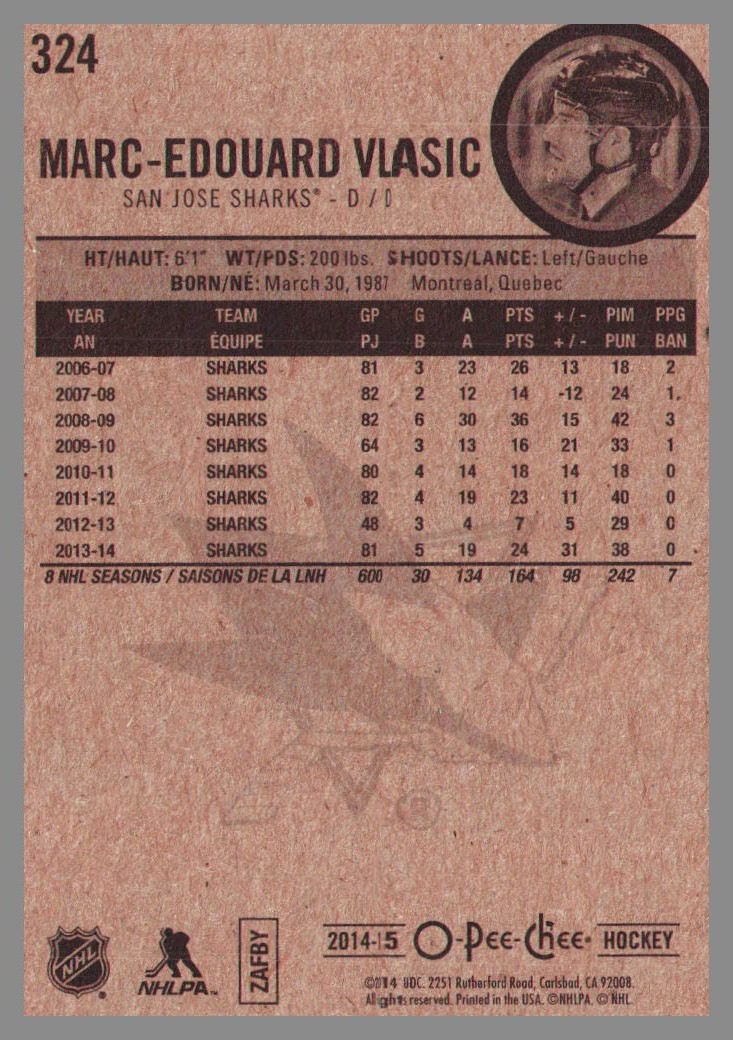 324
MARC-EDOUARD VLASIC
SAN JOSE SHARKS® - D / D
HT/HAUT: 6'1" WT/PDS: 200 lbs. SHOOTS/LANCE: Left/Gauche
BORN/NÉ: March 30, 1987 Montreal, Quebec
YEAR TEAM GP G A PTS + / - PIM PPG
AN ÉQUIPE PJ B A PTS + / - PUN BAN
2006-07 SHARKS 81 3 23 26 13 18 2
2007-08 SHARKS 82 2 12 14 -12 24 1
2008-09 SHARKS 82 6 30 36 15 42 3
2009-10 SHARKS 64 3 13 16 21 33 1
2010-11 SHARKS 80 4 14 18 14 18 0
2011-12 SHARKS 82 4 19 23 11 40 0
2012-13 SHARKS 48 3 4 7 5 29 0
2013-14 SHARKS 81 5 19 24 31 38 0
8 NHL SEASONS / SAISONS DE LA LNH 600 30 134 164 98 242 7
®
NHL ®
NHLPA™
ZAFBY
2014-15 O-Pee-Chee® HOCKEY
©2014 UDC. 2251 Rutherford Road, Carlsbad, CA 92008.
All rights reserved. Printed in the USA. ©NHLPA. © NHL